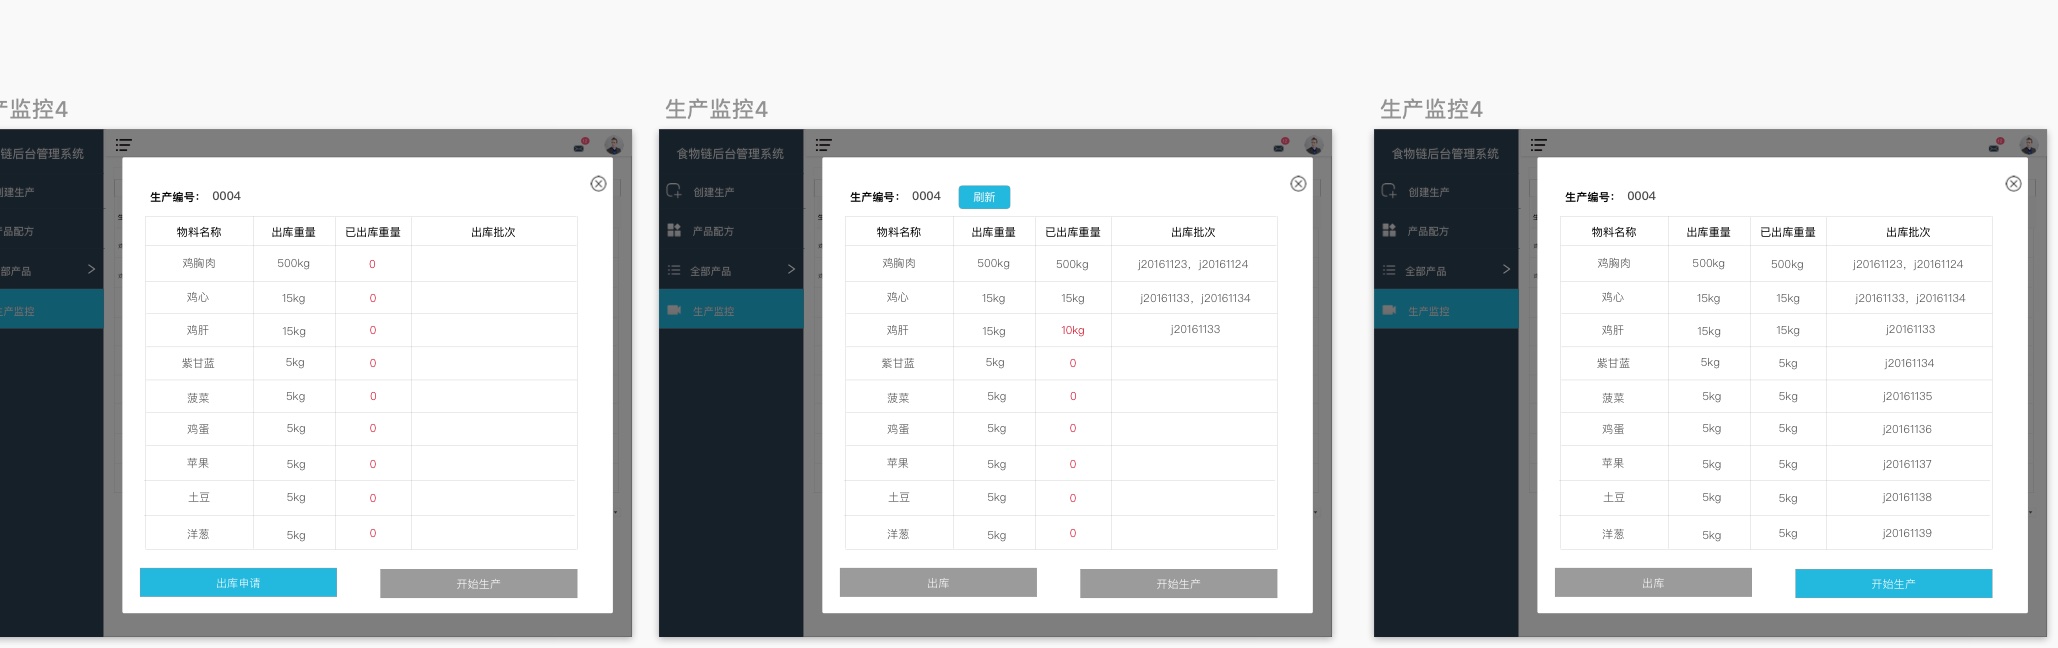 产监控4
链后台管理系统
创建生产
产品配方
部产品
生产监控
生产编号： 0004
物料名称 出库重量 已出库重量 出库批次
鸡胸肉 500kg 0
鸡心 15kg 0
鸡肝 15kg 0
紫甘蓝 5kg 0
菠菜 5kg 0
鸡蛋 5kg 0
苹果 5kg 0
土豆 5kg 0
洋葱 5kg 0
出库申请 开始生产
生产监控4
食物链后台管理系统
创建生产
产品配方
全部产品
生产监控
生产编号： 0004 刷新
物料名称 出库重量 已出库重量 出库批次
鸡胸肉 500kg 500kg j20161123，j20161124
鸡心 15kg 15kg j20161133，j20161134
鸡肝 15kg 10kg j20161133
紫甘蓝 5kg 0
菠菜 5kg 0
鸡蛋 5kg 0
苹果 5kg 0
土豆 5kg 0
洋葱 5kg 0
出库 开始生产
生产监控4
食物链后台管理系统
创建生产
产品配方
全部产品
生产监控
生产编号： 0004
物料名称 出库重量 已出库重量 出库批次
鸡胸肉 500kg 500kg j20161123，j20161124
鸡心 15kg 15kg j20161133，j20161134
鸡肝 15kg 15kg j20161133
紫甘蓝 5kg 5kg j20161134
菠菜 5kg 5kg j20161135
鸡蛋 5kg 5kg j20161136
苹果 5kg 5kg j20161137
土豆 5kg 5kg j20161138
洋葱 5kg 5kg j20161139
出库 开始生产